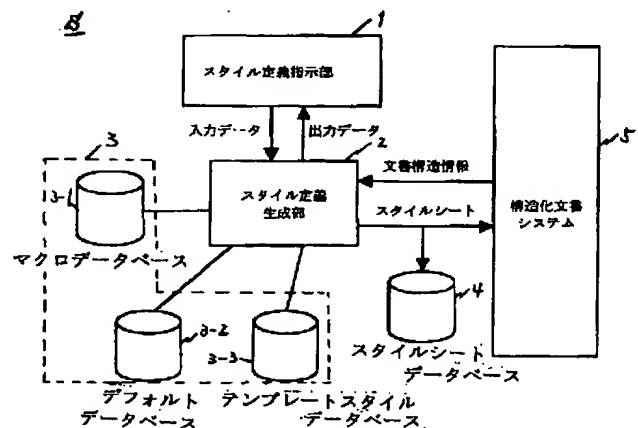 8
1
スタイル定義指示部
入力データ
出力データ
2
3
3-1
スタイル定義
生成部
文書構造情報
スタイルシート
構造化文書
システム
5
マクロデータベース
3-2
3-3
4
スタイルシート
データベース
デフォルト
データベース
テンプレートスタイル
データベース